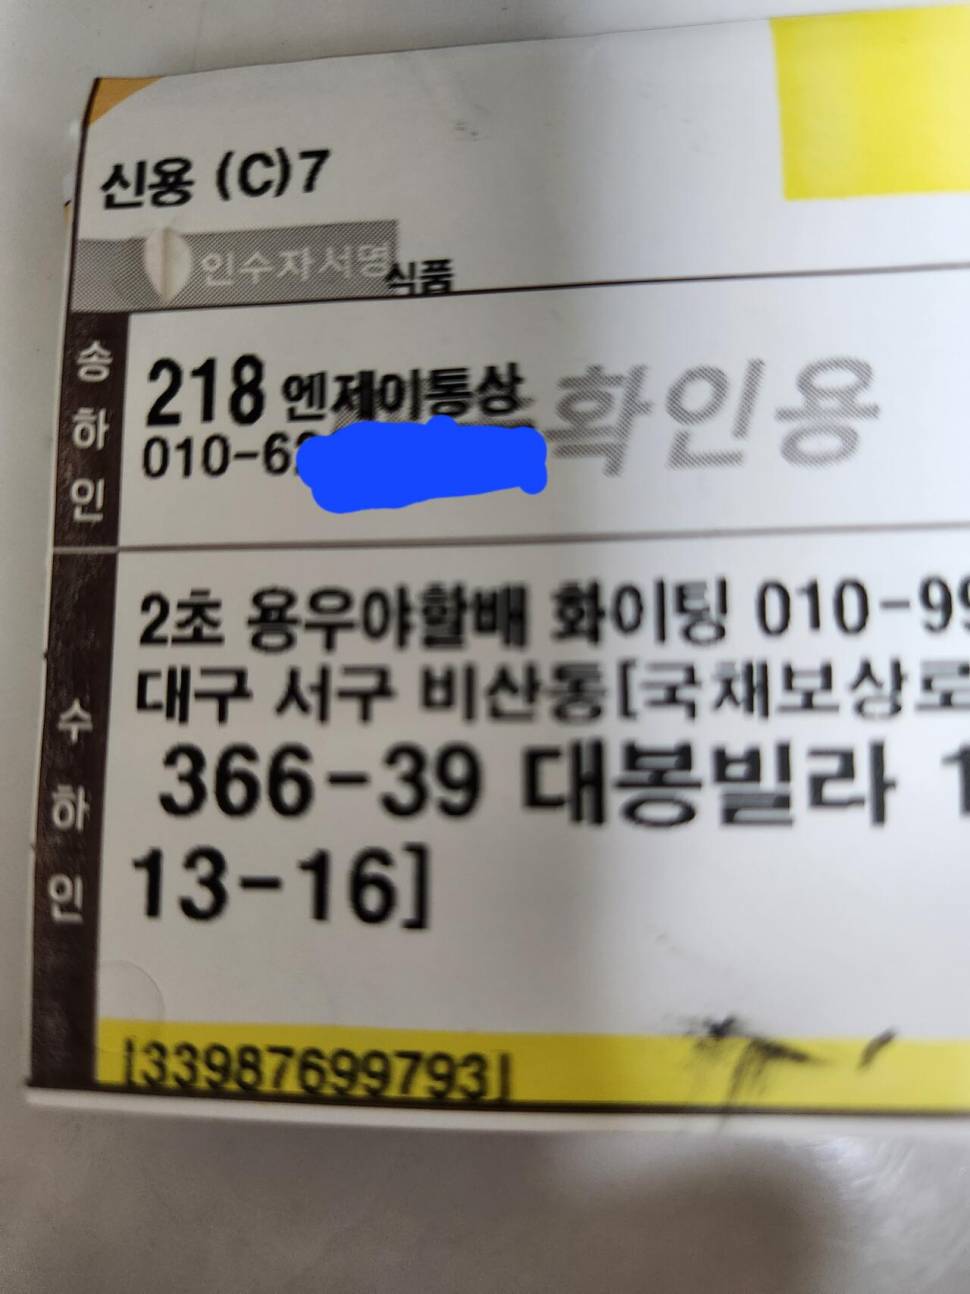 신용 (C)7
인수자서명
식품
송하인
218 엔제이통상
확인용
010-6
수하인
2초 용우야할배 화이팅 010-99
대구 서구 비산동[국채보상로
366-39 대봉빌라 1
13-16]
[33987699793]